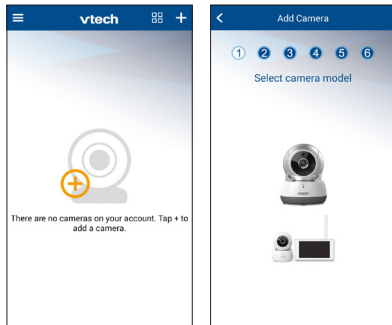 vtech
There are no cameras on your account. Tap + to
add a camera.
Add Camera
1 2 3 4 5 6
Select camera model
vtech